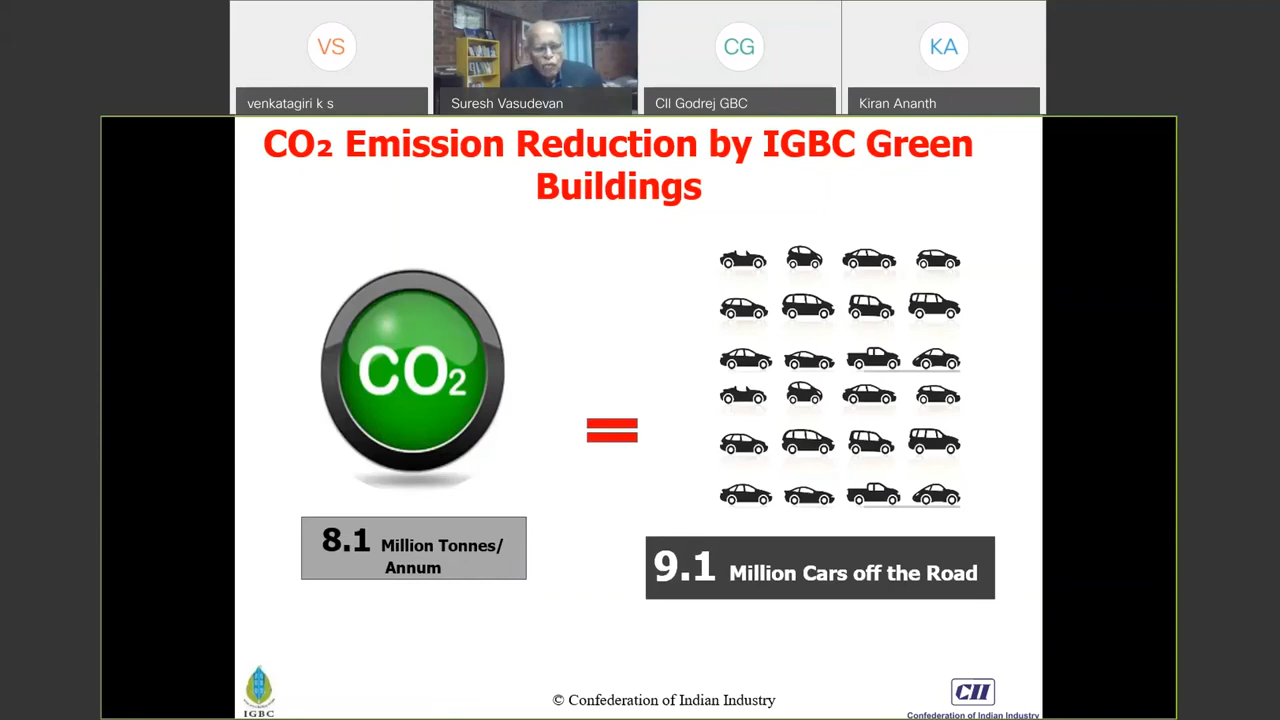 VS
CG
KA
venkatagiri k s
Suresh Vasudevan
CII Godrej GBC
Kiran Ananth
CO₂ Emission Reduction by IGBC Green
Buildings
CO₂
8.1 Million Tonnes/
Annum
9.1 Million Cars off the Road
IGBC
© Confederation of Indian Industry
CII
Confederation of Indian Industry